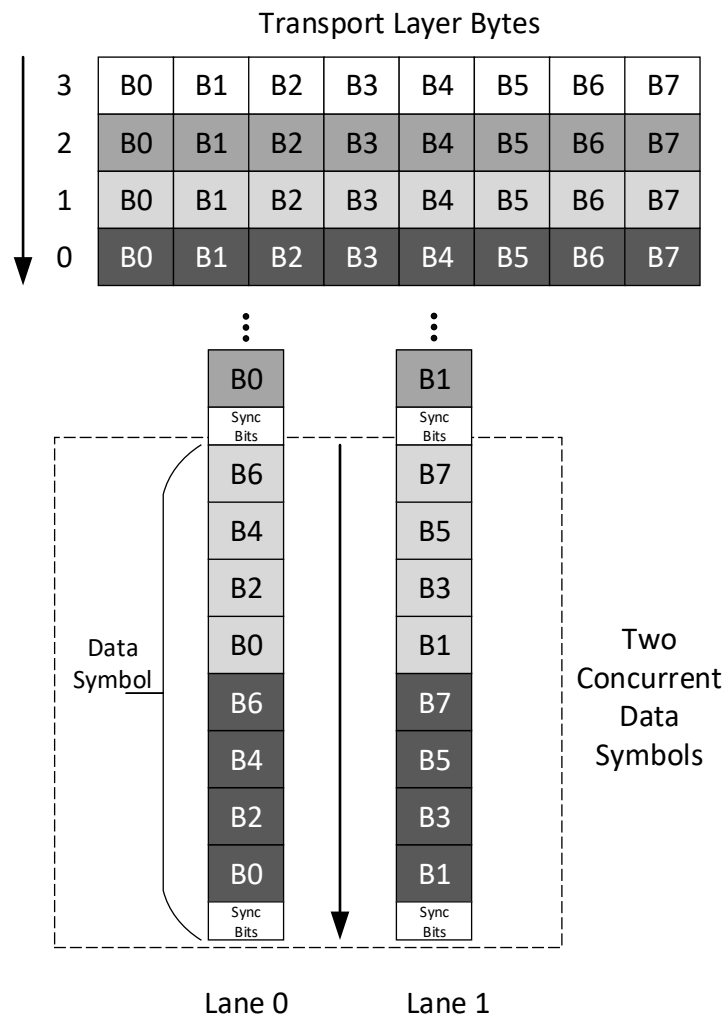 Transport Layer Bytes
3 B0 B1 B2 B3 B4 B5 B6 B7
2 B0 B1 B2 B3 B4 B5 B6 B7
1 B0 B1 B2 B3 B4 B5 B6 B7
0 B0 B1 B2 B3 B4 B5 B6 B7
B0 B1
Sync Sync
Bits Bits
B6 B7
B4 B5
B2 B3
B0 B1
B6 B7
B4 B5
B2 B3
B0 B1
Sync Sync
Bits Bits
Data
Symbol
Two
Concurrent
Data
Symbols
Lane 0 Lane 1